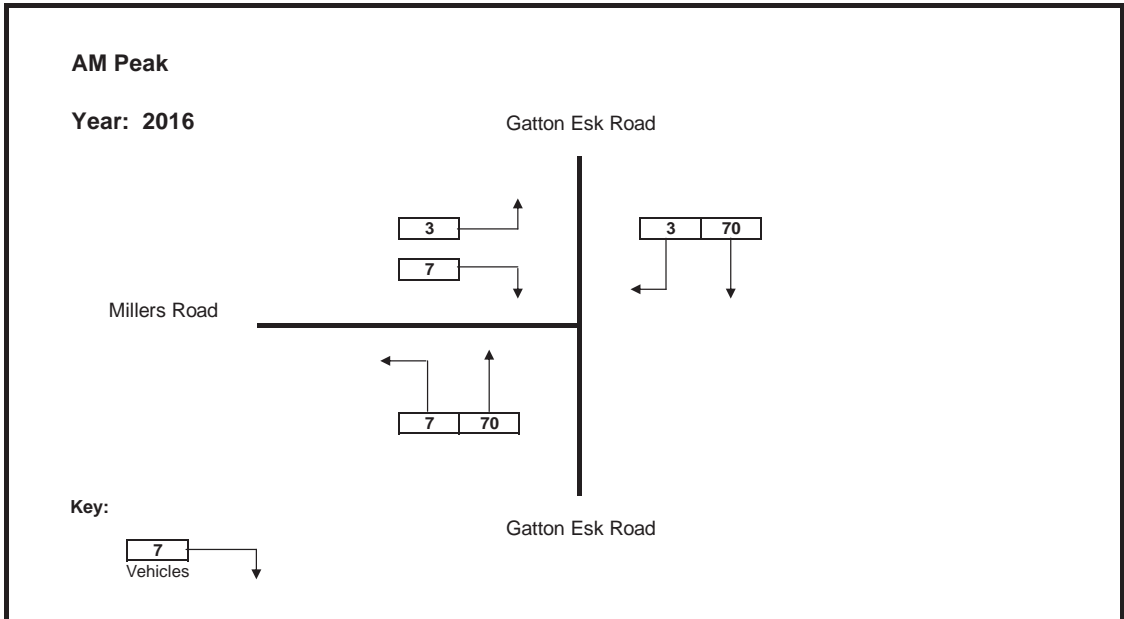 AM Peak
Year: 2016
Gatton Esk Road
3
3 70
7
Millers Road
7 70
Key:
Gatton Esk Road
7
Vehicles